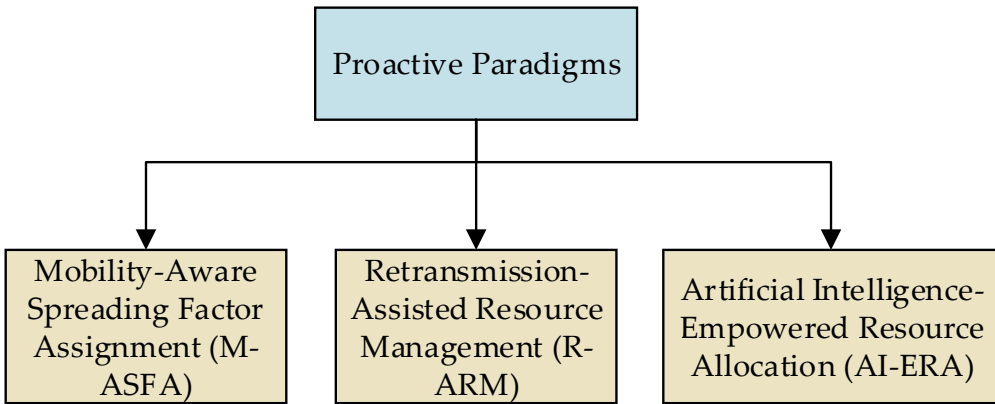 Proactive Paradigms
Mobility-Aware
Spreading Factor
Assignment (M-
ASFA)
Retransmission-
Assisted Resource
Management (R-
ARM)
Artificial Intelligence-
Empowered Resource
Allocation (AI-ERA)